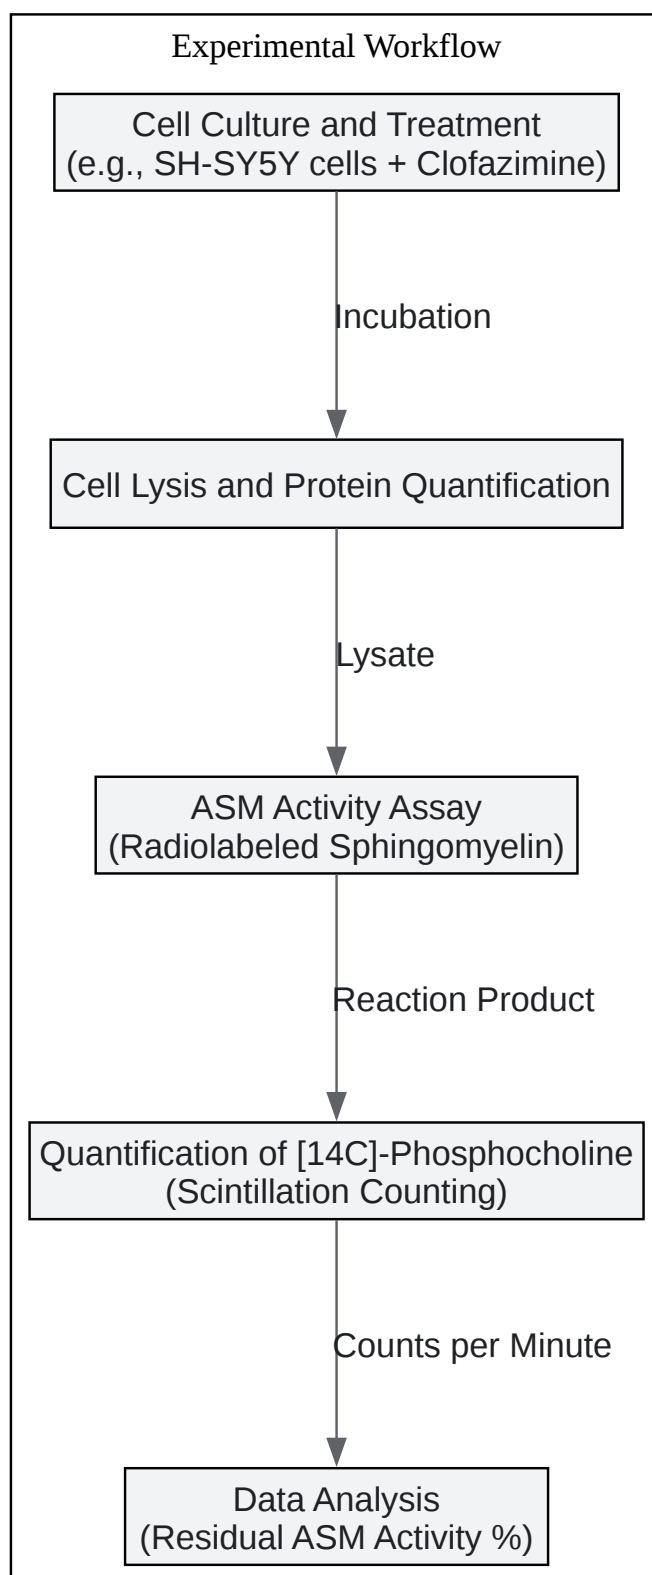 Experimental Workflow
Cell Culture and Treatment
(e.g., SH-SY5Y cells + Clofazimine)
Incubation
Cell Lysis and Protein Quantification
Lysate
ASM Activity Assay
(Radiolabeled Sphingomyelin)
Reaction Product
Quantification of [14C]-Phosphocholine
(Scintillation Counting)
Counts per Minute
Data Analysis
(Residual ASM Activity %)